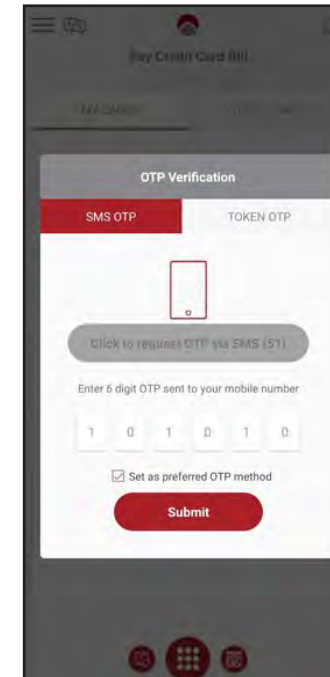 Pay Credit Card Bill
OTP Verification
SMS OTP TOKEN OTP
Click to request OTP via SMS (51)
Enter 6 digit OTP sent to your mobile number
1 0 1 0 1 0
Set as preferred OTP method
Submit